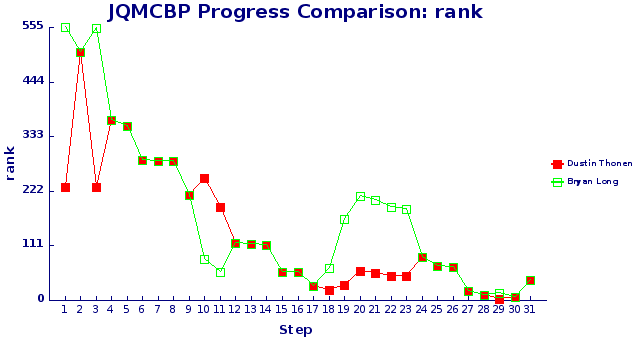 JQMCBP Progress Comparison: rank
555
444
333
222
111
0
rank
1 2 3 4 5 6 7 8 9 10 11 12 13 14 15 16 17 18 19 20 21 22 23 24 25 26 27 28 29 30 31
Step
Dustin Thonen
Bryan Long